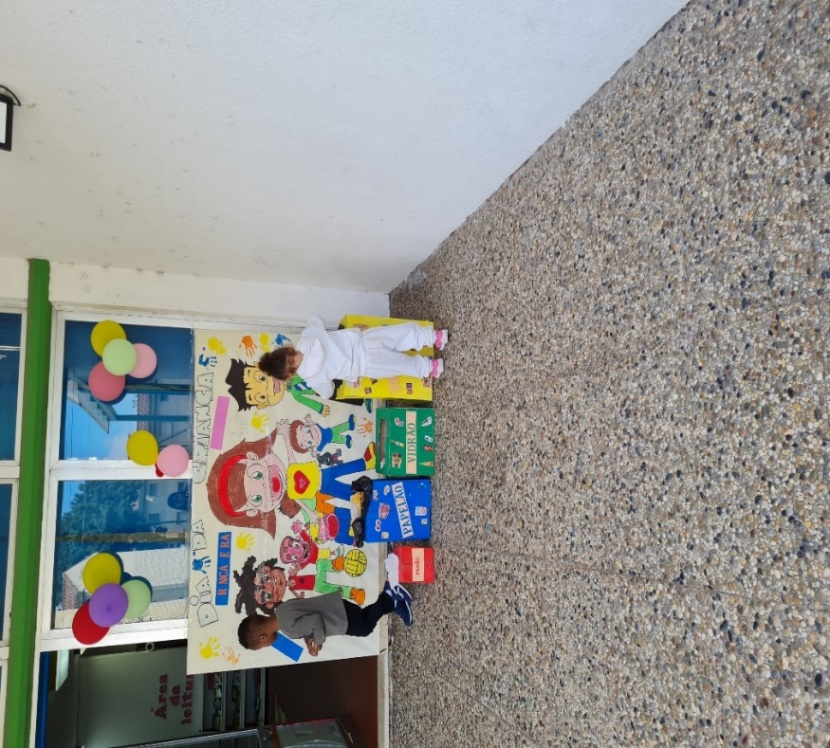 DIA DA CRIANÇA
VIDRÃO
PAPELÃO
Área
da
leitura